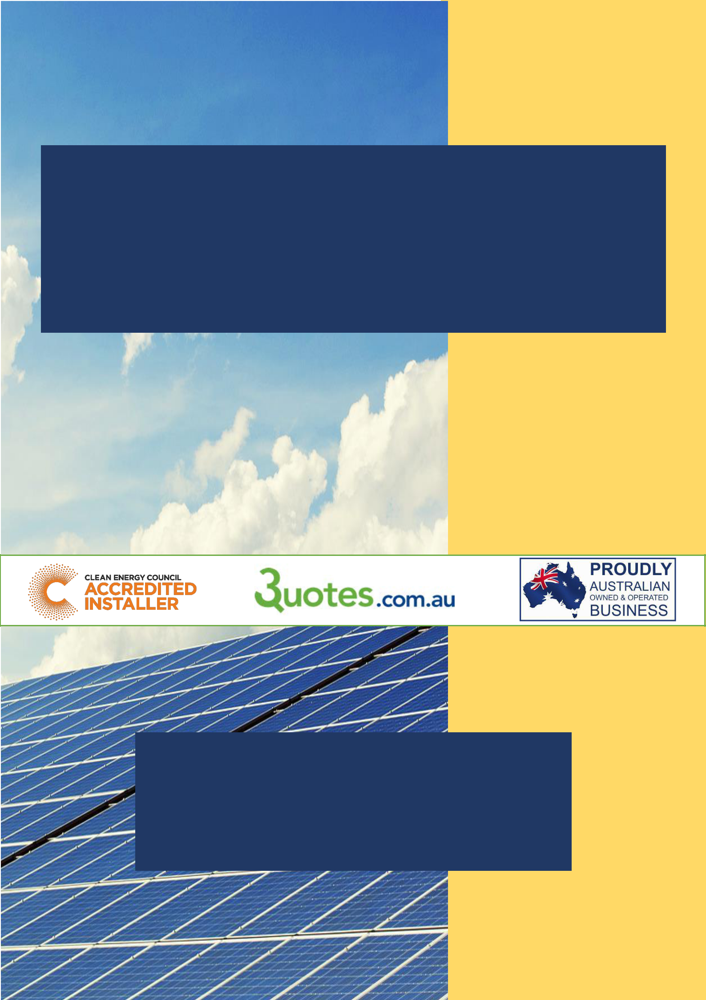 CLEAN ENERGY COUNCIL
ACCREDITED
INSTALLER
3uotes.com.au
PROUDLY
AUSTRALIAN
OWNED & OPERATED
BUSINESS